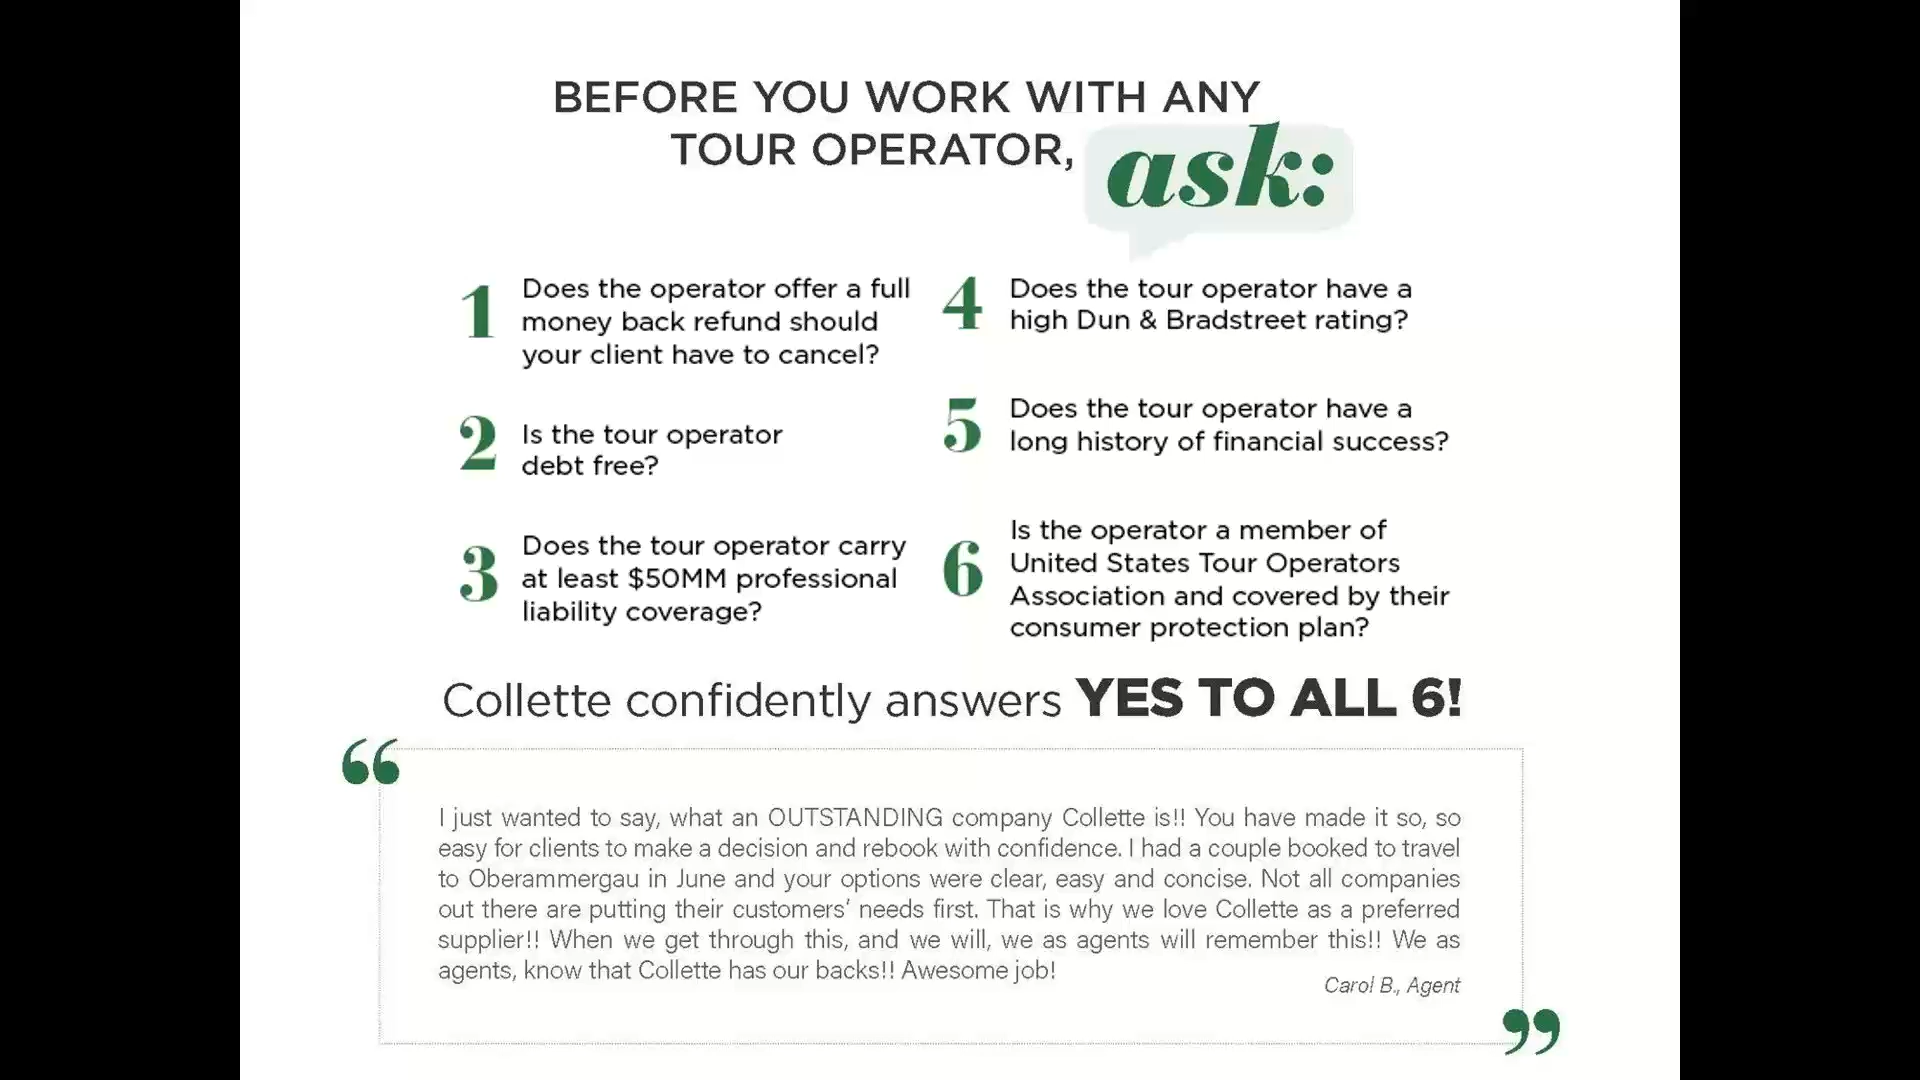 BEFORE YOU WORK WITH ANY
TOUR OPERATOR, ask:
1 Does the operator offer a full
money back refund should
your client have to cancel?
2 Is the tour operator
debt free?
3 Does the tour operator carry
at least $50MM professional
liability coverage?
4 Does the tour operator have a
high Dun & Bradstreet rating?
5 Does the tour operator have a
long history of financial success?
6 Is the operator a member of
United States Tour Operators
Association and covered by their
consumer protection plan?
Collette confidently answers YES TO ALL 6!
“
I just wanted to say, what an OUTSTANDING company Collette is!! You have made it so, so
easy for clients to make a decision and rebook with confidence. I had a couple booked to travel
to Oberammergau in June and your options were clear, easy and concise. Not all companies
out there are putting their customers’ needs first. That is why we love Collette as a preferred
supplier!! When we get through this, and we will, we as agents will remember this!! We as
agents, know that Collette has our backs!! Awesome job!
Carol B., Agent
”